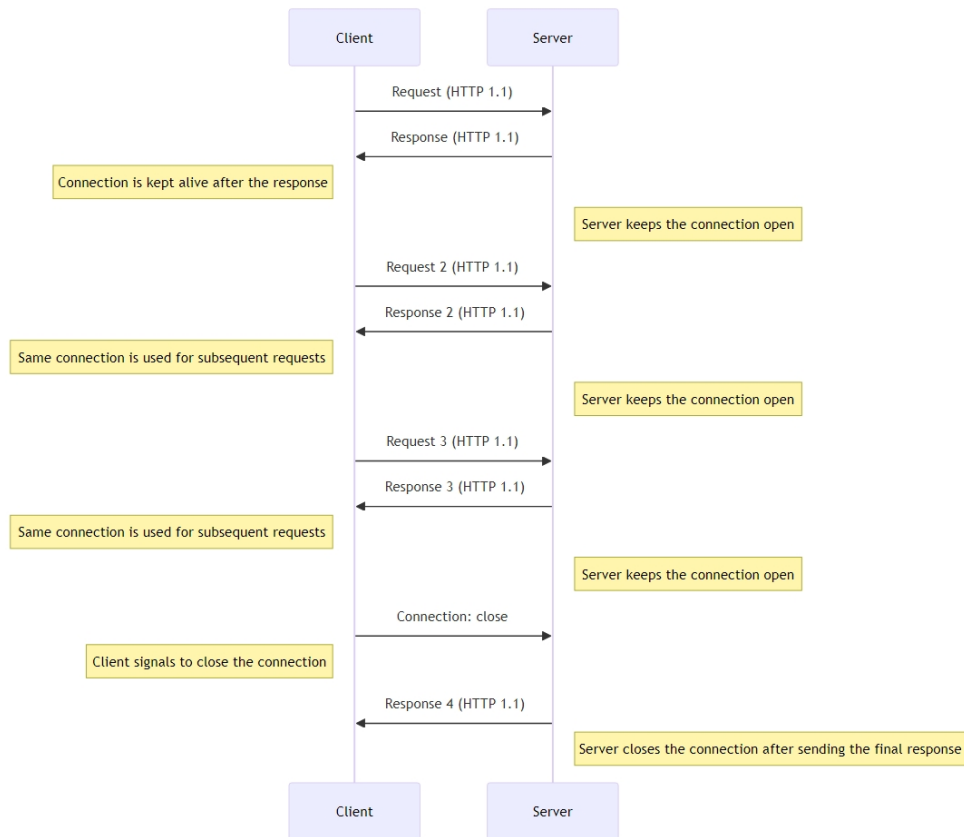 Client
Server
Request (HTTP 1.1)
Response (HTTP 1.1)
Connection is kept alive after the response
Server keeps the connection open
Request 2 (HTTP 1.1)
Response 2 (HTTP 1.1)
Same connection is used for subsequent requests
Server keeps the connection open
Request 3 (HTTP 1.1)
Response 3 (HTTP 1.1)
Same connection is used for subsequent requests
Server keeps the connection open
Connection: close
Client signals to close the connection
Response 4 (HTTP 1.1)
Server closes the connection after sending the final response
Client
Server